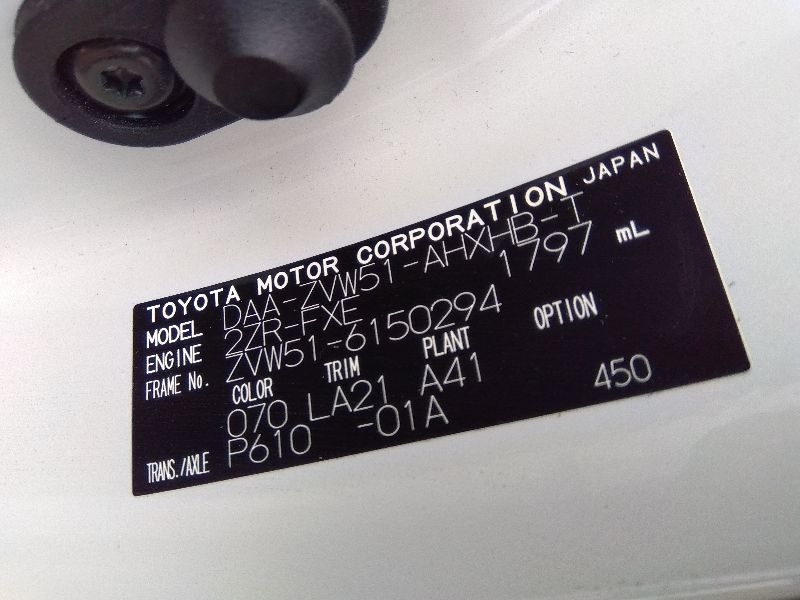 TOYOTA MOTOR CORPORATION JAPAN
MODEL DAA-ZVW51-AHXHB-T
ENGINE 2ZR-FXE 1797 mL
FRAME No. ZVW51-6150294
COLOR TRIM PLANT OPTION
070 LA21 A41
TRANS./AXLE P610 -01A 450